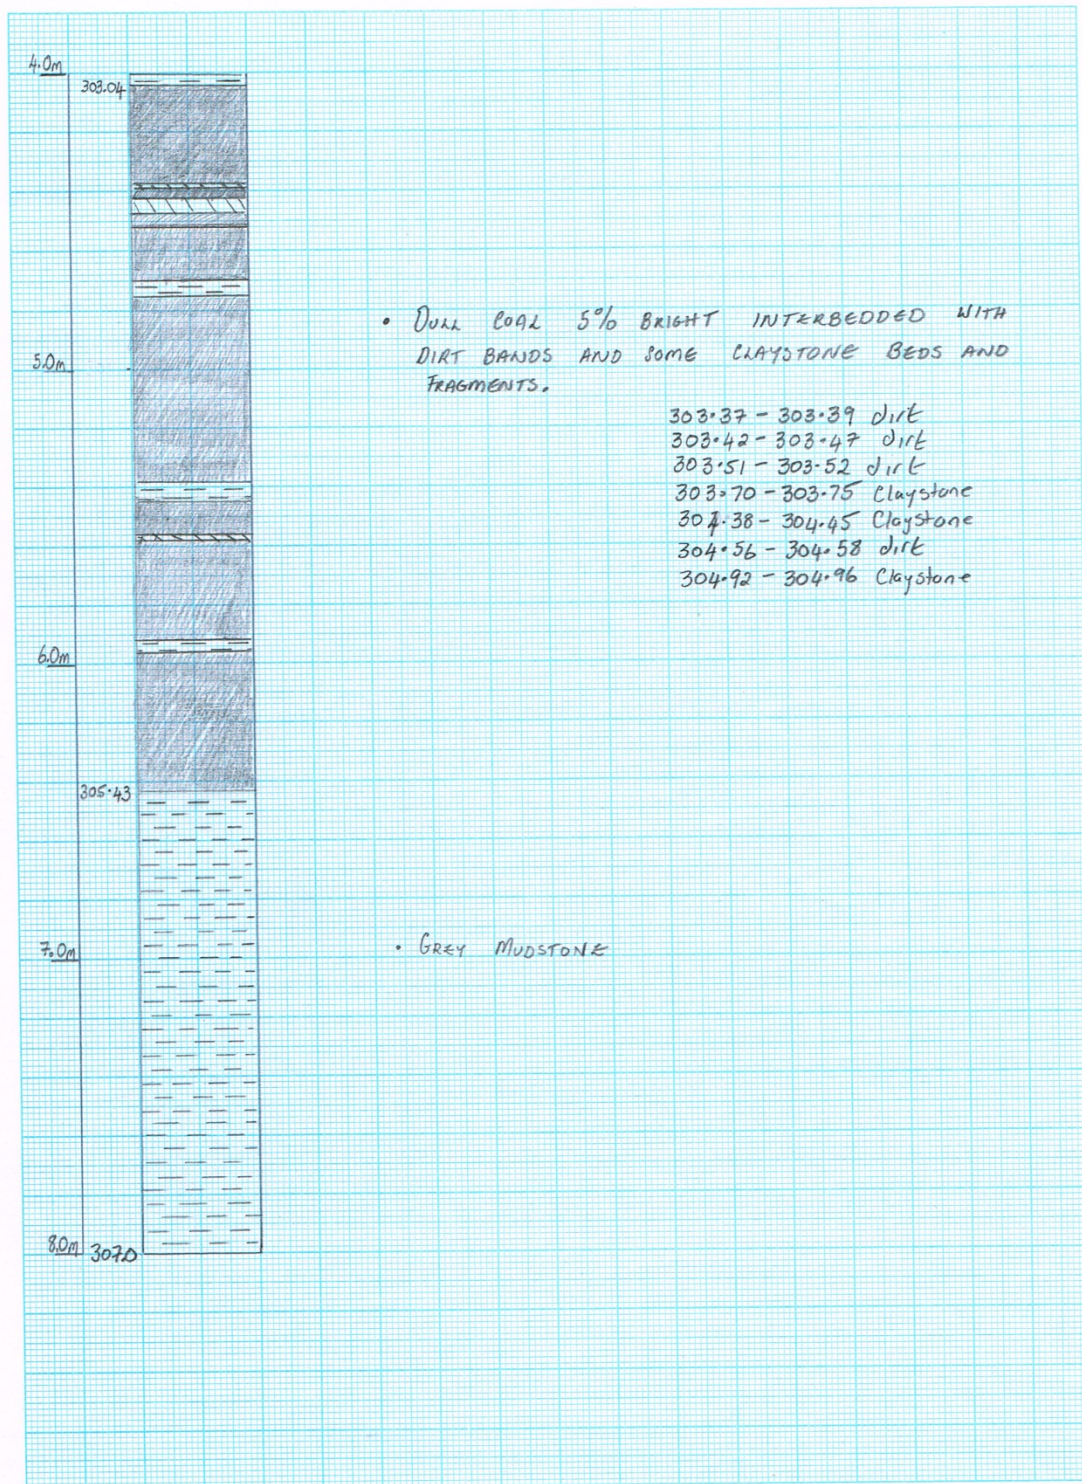 4.0m
303.04
• DULL COAL 5% BRIGHT INTERBEDDED WITH
DIRT BANDS AND SOME CLAYSTONE BEDS AND
FRAGMENTS.
5.0m
303.37 - 303.39 dirt
303.42 - 303.47 dirt
303.51 - 303.52 dirt
303.70 - 303.75 Claystone
304.38 - 304.45 Claystone
304.56 - 304.58 dirt
304.92 - 304.96 Claystone
6.0m
305.43
7.0m
• GREY MUDSTONE
8.0m
307.0